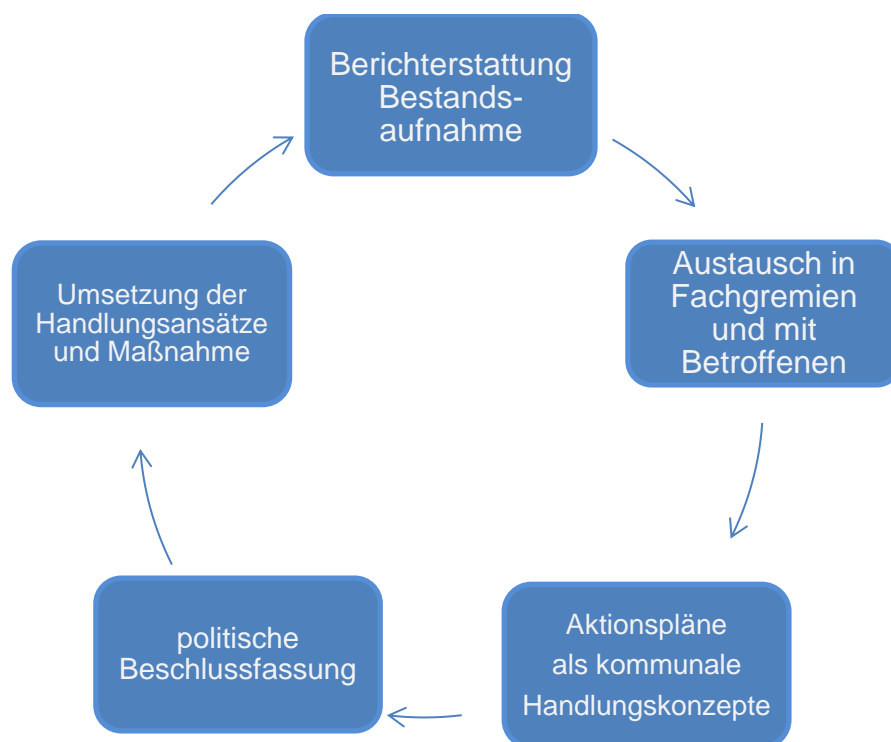 Berichterstattung
Bestands-
aufnahme
Austausch in
Fachgremien
und mit
Betroffenen
Aktionspläne
als kommunale
Handlungskonzepte
politische
Beschlussfassung
Umsetzung der
Handlungsansätze
und Maßnahme